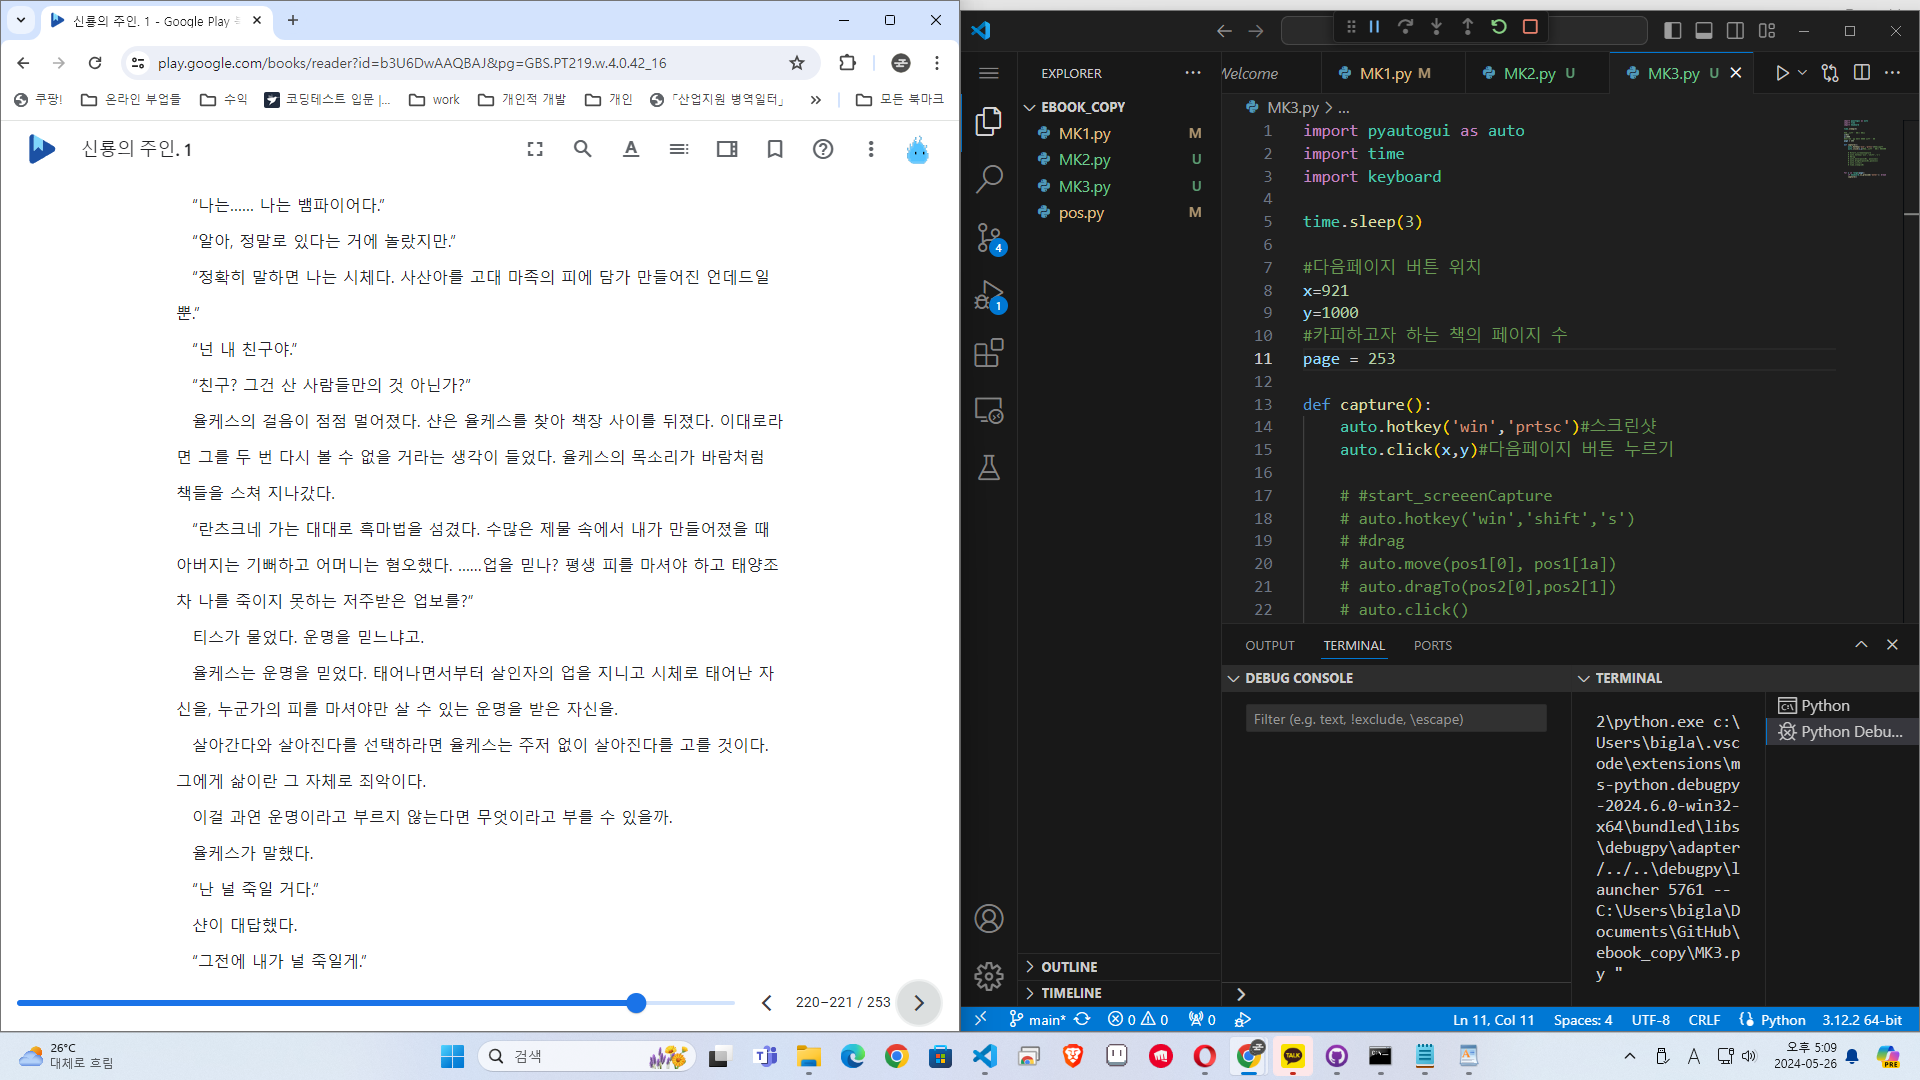 신룡의 주인. 1 - Google Play
play.google.com/books/reader?id=b3U6DwAAQBAJ&pg=GBS.PT219.w.4.0.42_16
쿠팡! 온라인 부업들 수익 코딩테스트 입문 |... work 개인적 개발 개인 「산업지원 병역일터」 » 모든 북마크
신룡의 주인. 1
“나는...... 나는 뱀파이어다.”
“알아, 정말로 있다는 거에 놀랐지만.”
“정확히 말하면 나는 시체다. 사산아를 고대 마족의 피에 담가 만들어진 언데드일
뿐.”
“넌 내 친구야.”
“친구? 그건 산 사람들만의 것 아닌가?”
율케스의 걸음이 점점 멀어졌다. 샨은 율케스를 찾아 책장 사이를 뒤졌다. 이대로라
면 그를 두 번 다시 볼 수 없을 거라는 생각이 들었다. 율케스의 목소리가 바람처럼
책들을 스쳐 지나갔다.
“란츠크네 가는 대대로 흑마법을 섬겼다. 수많은 제물 속에서 내가 만들어졌을 때
아버지는 기뻐하고 어머니는 혐오했다. ......업을 믿나? 평생 피를 마셔야 하고 태양조
차 나를 죽이지 못하는 저주받은 업보를?”
티스가 물었다. 운명을 믿느냐고.
율케스는 운명을 믿었다. 태어나면서부터 살인자의 업을 지니고 시체로 태어난 자
신을, 누군가의 피를 마셔야만 살 수 있는 운명을 받은 자신을.
살아간다와 살아진다를 선택하라면 율케스는 주저 없이 살아진다를 고를 것이다.
그에게 삶이란 그 자체로 죄악이다.
이걸 과연 운명이라고 부르지 않는다면 무엇이라고 부를 수 있을까.
율케스가 말했다.
“난 널 죽일 거다.”
샨이 대답했다.
“그전에 내가 널 죽일게.”
220–221 / 253
EXPLORER
EBOOK_COPY
MK1.py M
MK2.py U
MK3.py U
pos.py M
OUTLINE
TIMELINE
4
1
Welcome MK1.py M MK2.py U MK3.py U
MK3.py > ...
1 import pyautogui as auto
2 import time
3 import keyboard
4
5 time.sleep(3)
6
7 #다음페이지 버튼 위치
8 x=921
9 y=1000
10 #카피하고자 하는 책의 페이지 수
11 page = 253
12
13 def capture():
14 auto.hotkey('win','prtsc')#스크린샷
15 auto.click(x,y)#다음페이지 버튼 누르기
16
17 # #start_screeenCapture
18 # auto.hotkey('win','shift','s')
19 # #drag
20 # auto.move(pos1[0], pos1[1a])
21 # auto.dragTo(pos2[0],pos2[1])
22 # auto.click()
OUTPUT TERMINAL PORTS
DEBUG CONSOLE
Filter (e.g. text, !exclude, \escape)
TERMINAL
2\python.exe c:\
Users\bigla\.vsc
ode\extensions\m
s-python.debugpy
-2024.6.0-win32-
x64\bundled\libs
\debugpy\adapter
/../..\debugpy\l
auncher 5761 --
C:\Users\bigla\D
ocuments\GitHub\
ebook_copy\MK3.p
y "
Python
Python Debu...
main* 0 0 0 Ln 11, Col 11 Spaces: 4 UTF-8 CRLF Python 3.12.2 64-bit
26°C
대체로 흐림
검색
TALK
A
오후 5:09
2024-05-26
PRE